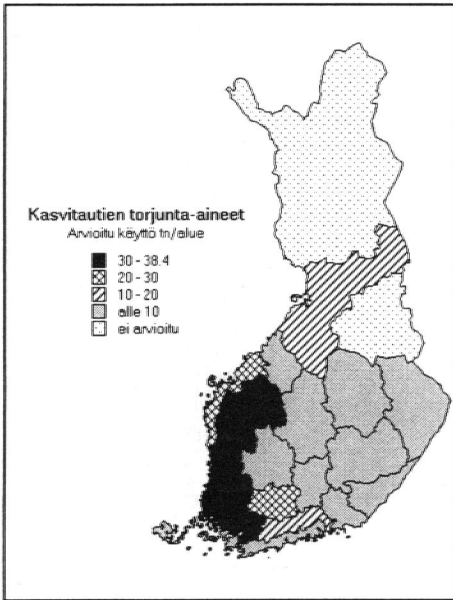 Kasvitautien torjunta-aineet
Arvioitu käyttö tn/alue
30 - 38.4
20 - 30
10 - 20
alle 10
ei arvioitu